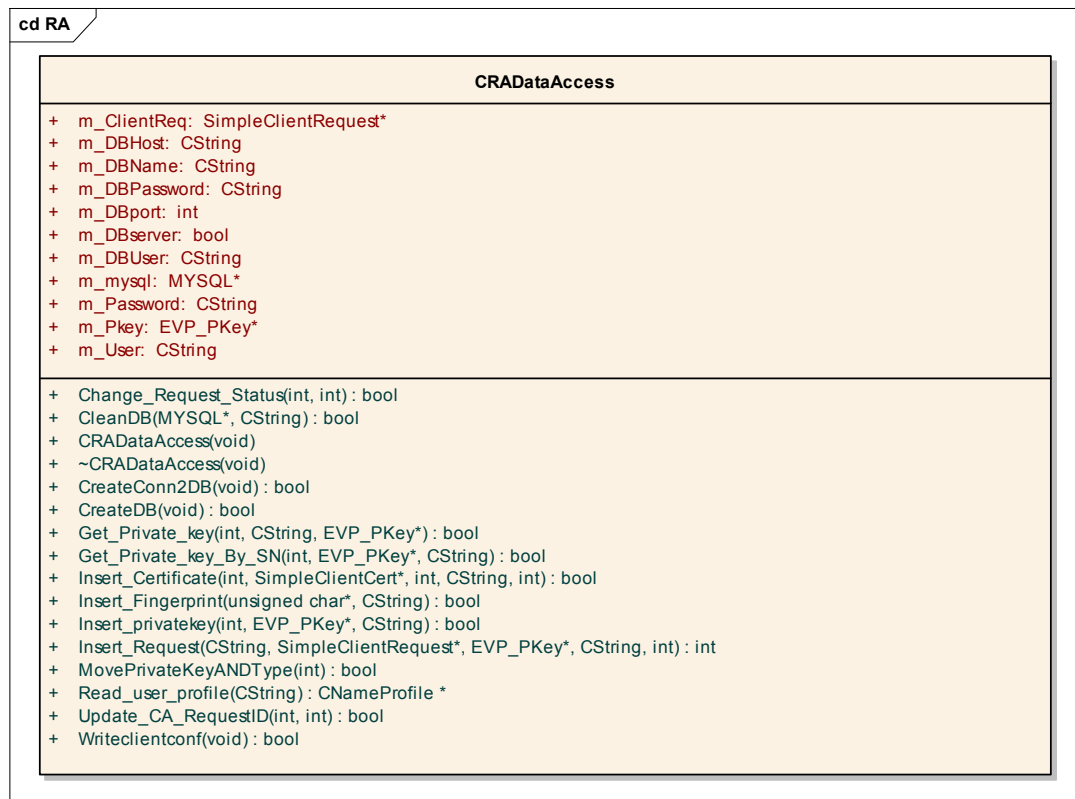 cd RA
CRADataAccess
+ m_ClientReq: SimpleClientRequest*
+ m_DBHost: CString
+ m_DBName: CString
+ m_DBPassword: CString
+ m_DBport: int
+ m_DBserver: bool
+ m_DBUser: CString
+ m_mysql: MYSQL*
+ m_Password: CString
+ m_Pkey: EVP_PKey*
+ m_User: CString
+ Change_Request_Status(int, int) : bool
+ CleanDB(MYSQL*, CString) : bool
+ CRADataAccess(void)
+ ~CRADataAccess(void)
+ CreateConn2DB(void) : bool
+ CreateDB(void) : bool
+ Get_Private_key(int, CString, EVP_PKey*) : bool
+ Get_Private_key_By_SN(int, EVP_PKey*, CString) : bool
+ Insert_Certificate(int, SimpleClientCert*, int, CString, int) : bool
+ Insert_Fingerprint(unsigned char*, CString) : bool
+ Insert_privatekey(int, EVP_PKey*, CString) : bool
+ Insert_Request(CString, SimpleClientRequest*, EVP_PKey*, CString, int) : int
+ MovePrivateKeyANDType(int) : bool
+ Read_user_profile(CString) : CNameProfile *
+ Update_CA_RequestID(int, int) : bool
+ Writeclientconf(void) : bool